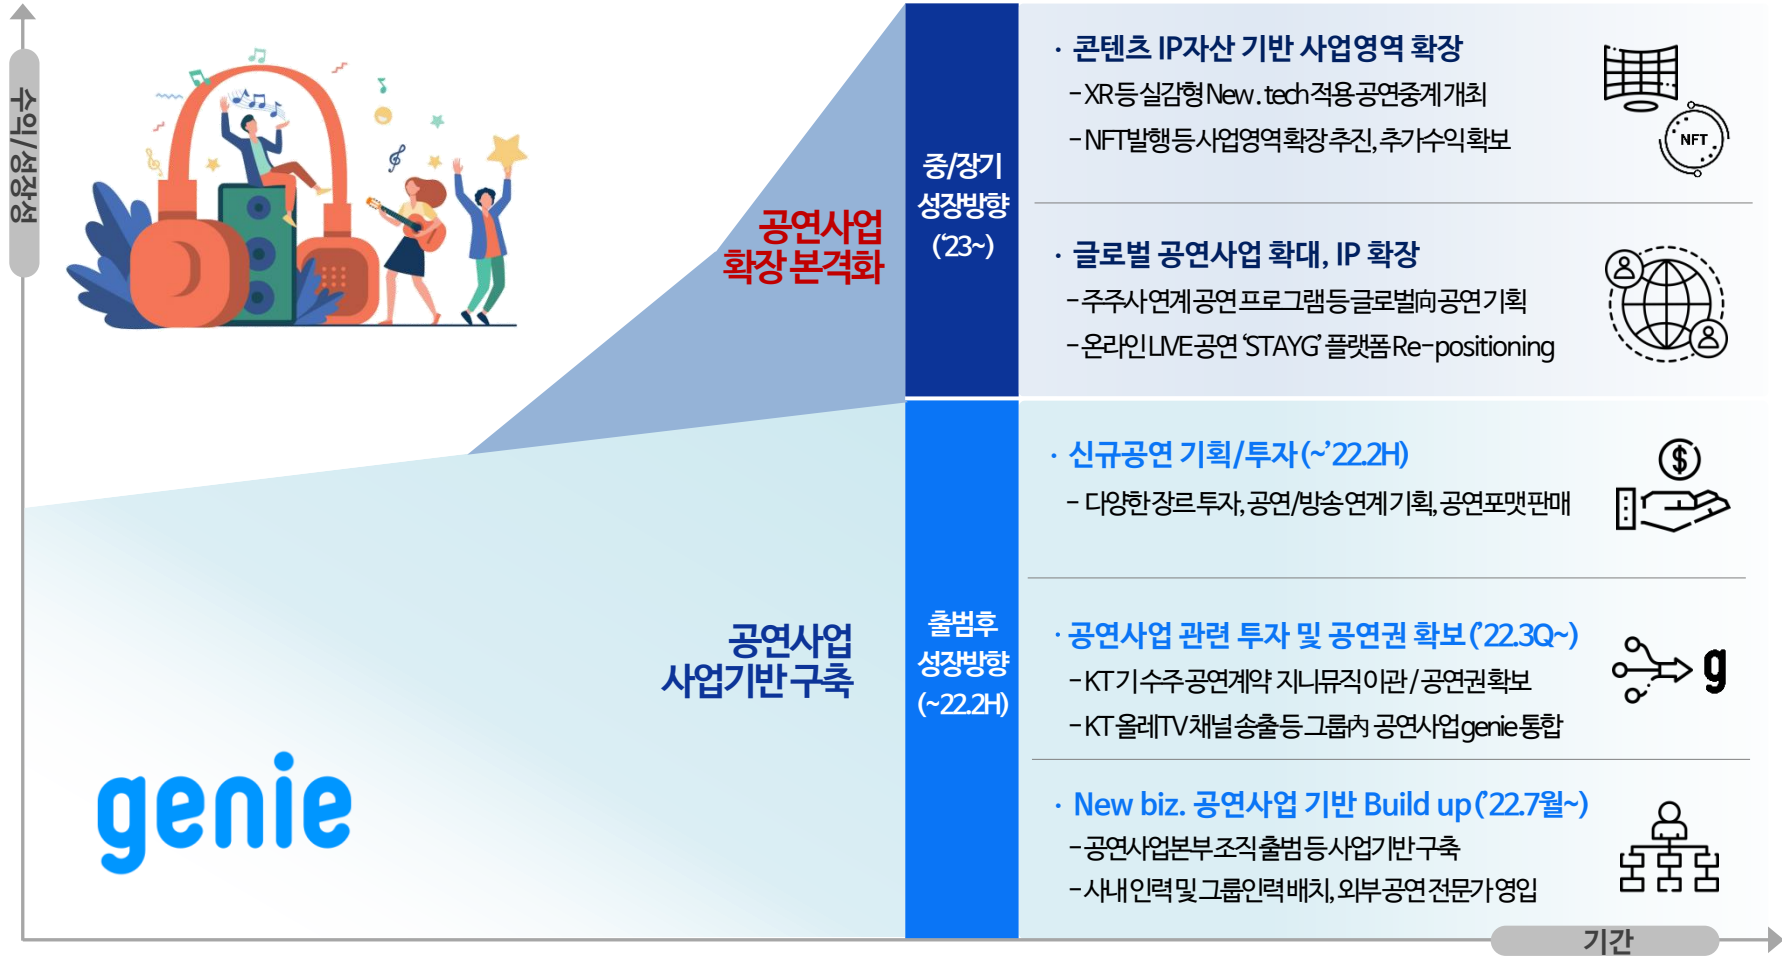 수익/성장성
공연사업
확장 본격화
중/장기
성장방향
(‘23~)
· 콘텐츠 IP자산 기반 사업영역 확장
- XR 등 실감형 New. tech 적용 공연중계 개최
- NFT발행 등 사업영역 확장 추진, 추가수익 확보
NFT
· 글로벌 공연사업 확대, IP 확장
- 주주사 연계 공연 프로그램 등 글로벌向 공연 기획
- 온라인 LIVE 공연 ‘STAYG’ 플랫폼 Re-positioning
공연사업
사업기반 구축
genie
출범후
성장방향
(~22.2H)
· 신규공연 기획/투자 (~’22.2H)
- 다양한 장르 투자, 공연/방송 연계 기획, 공연포맷 판매
$
· 공연사업 관련 투자 및 공연권 확보 (’22.3Q~)
- KT 기 수주 공연계약 지니뮤직 이관 / 공연권 확보
- KT 올레TV 채널 송출 등 그룹內 공연사업 genie 통합
g
· New biz. 공연사업 기반 Build up (’22.7월~)
- 공연사업본부 조직 출범 등 사업기반 구축
- 사내 인력 및 그룹인력 배치, 외부 공연 전문가 영입
기간